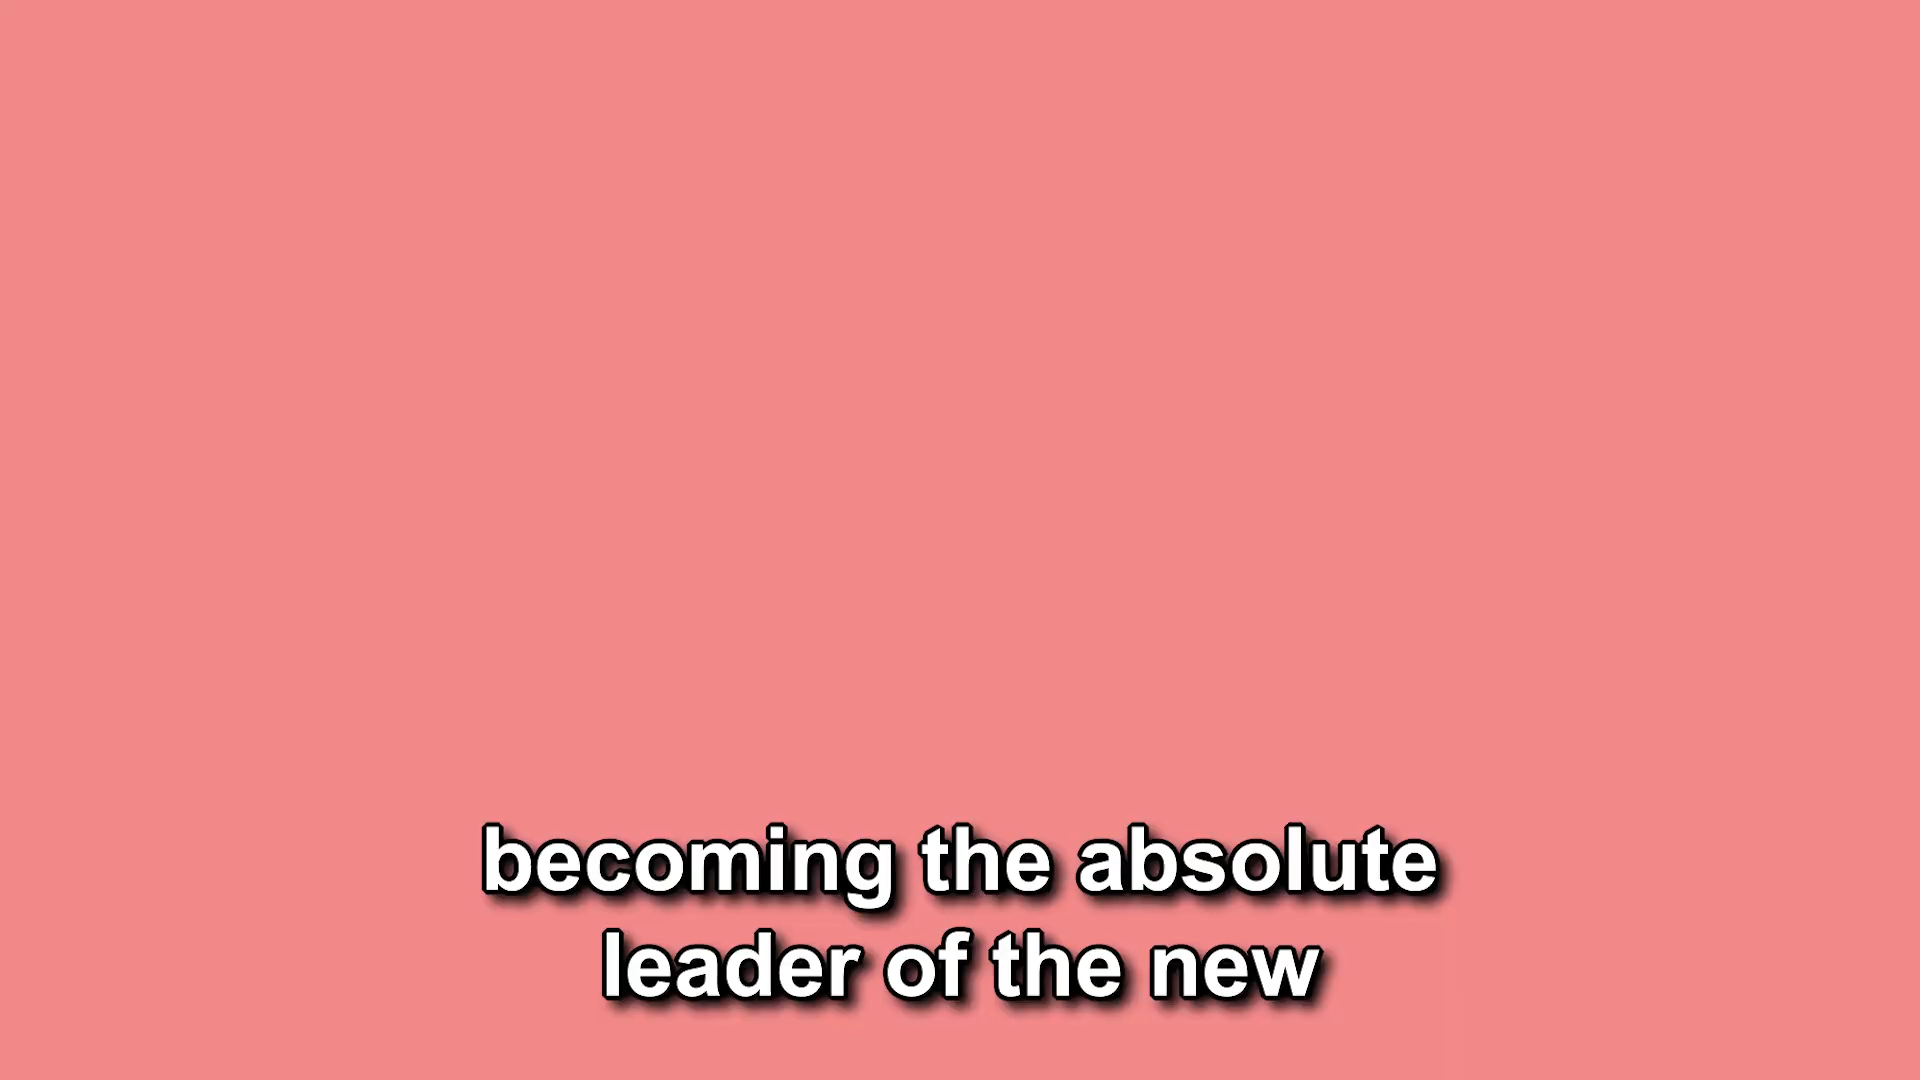 becoming the absolute
leader of the new